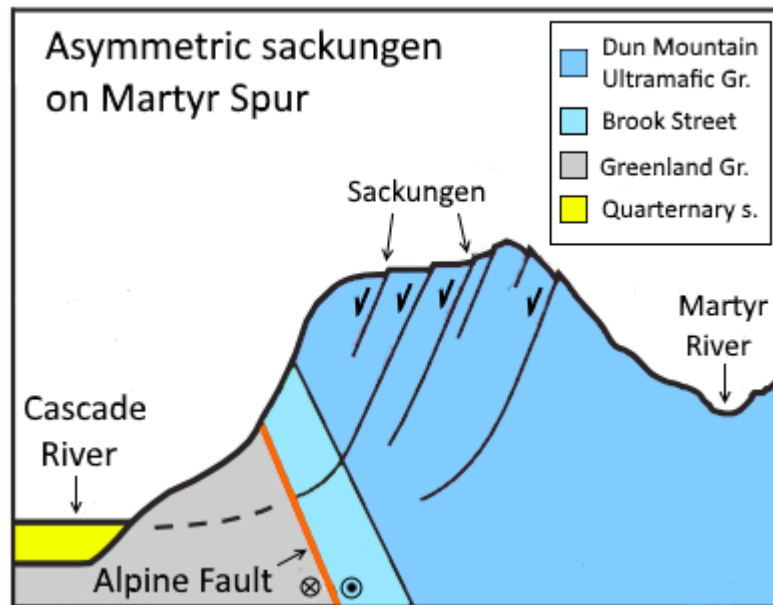 Asymmetric sackungen
on Martyr Spur
Dun Mountain
Ultramafic Gr.
Brook Street
Greenland Gr.
Quarternary s.
Sackungen
Martyr
River
Cascade
River
Alpine Fault